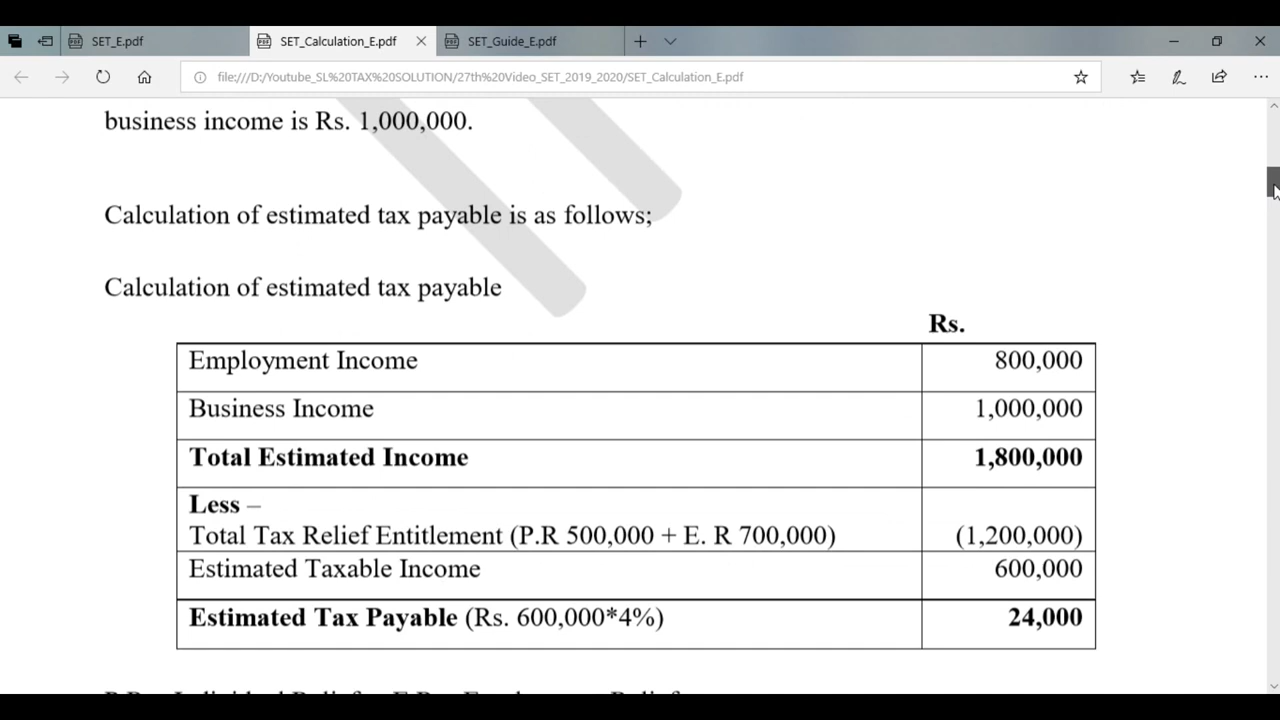 SET_E.pdf SET_Calculation_E.pdf SET_Guide_E.pdf
file:///D:/Youtube_SL%20TAX%20SOLUTION/27th%20Video_SET_2019_2020/SET_Calculation_E.pdf
business income is Rs. 1,000,000.
Calculation of estimated tax payable is as follows;
Calculation of estimated tax payable
Rs.
Employment Income 800,000
Business Income 1,000,000
Total Estimated Income 1,800,000
Less –
Total Tax Relief Entitlement (P.R 500,000 + E. R 700,000) (1,200,000)
Estimated Taxable Income 600,000
Estimated Tax Payable (Rs. 600,000*4%) 24,000